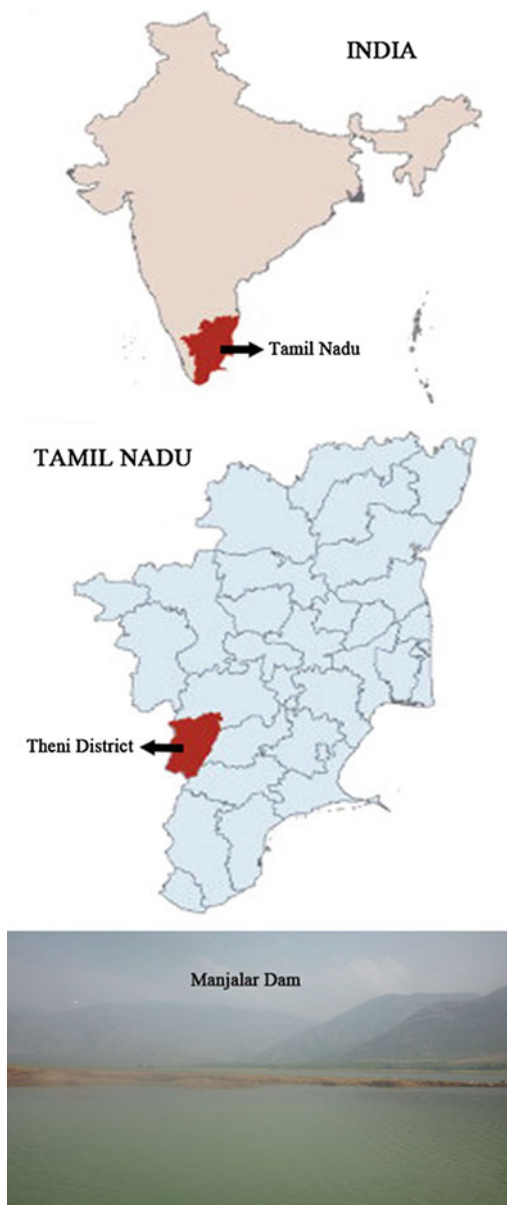 INDIA
Tamil Nadu
TAMIL NADU
Theni District
Manjalar Dam